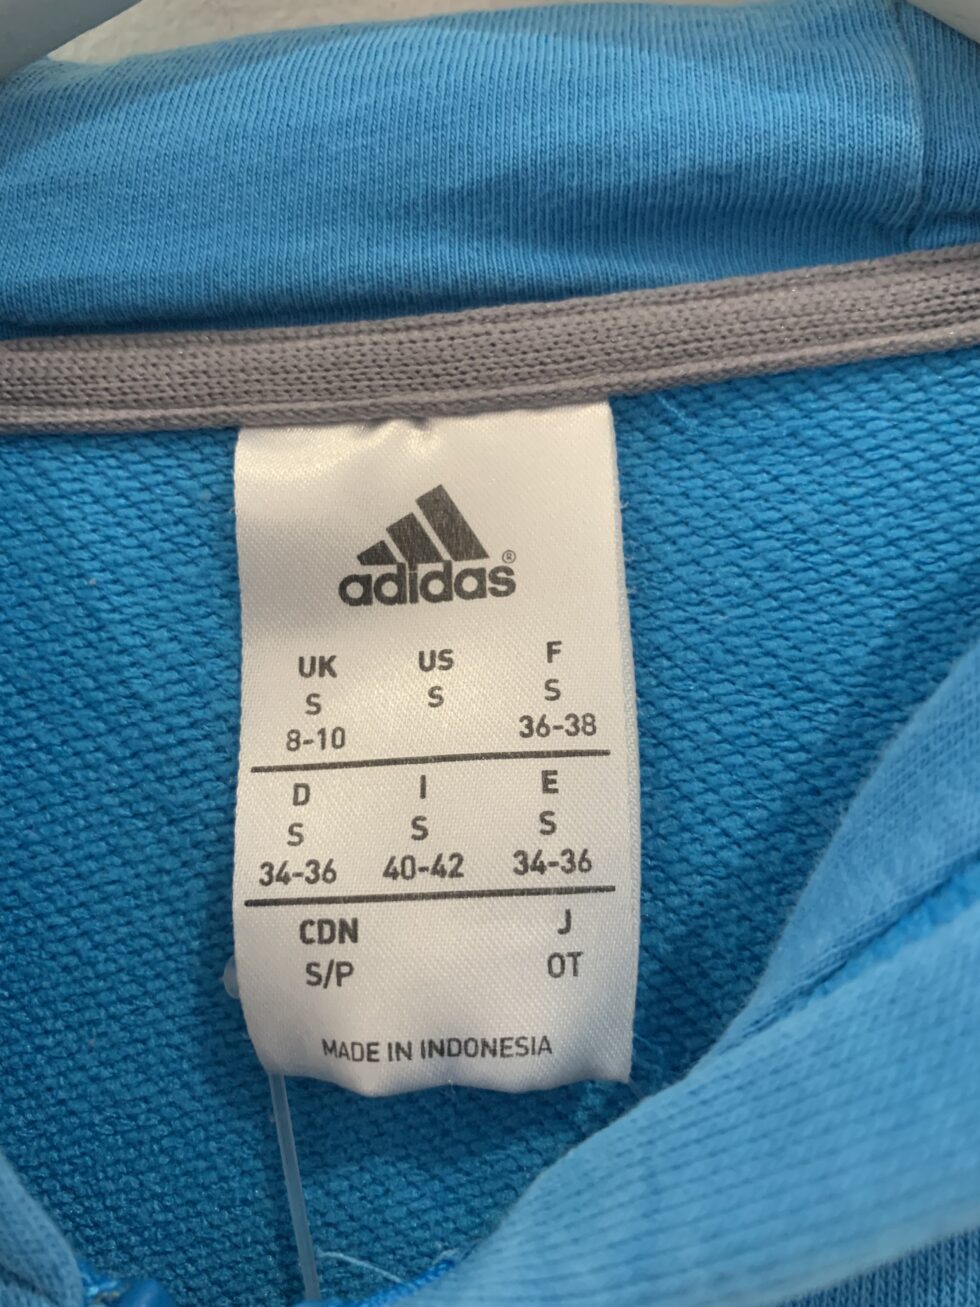 adidas®
UK US F
S S S
8-10 36-38
D I E
S S S
34-36 40-42 34-36
CDN J
S/P OT
MADE IN INDONESIA